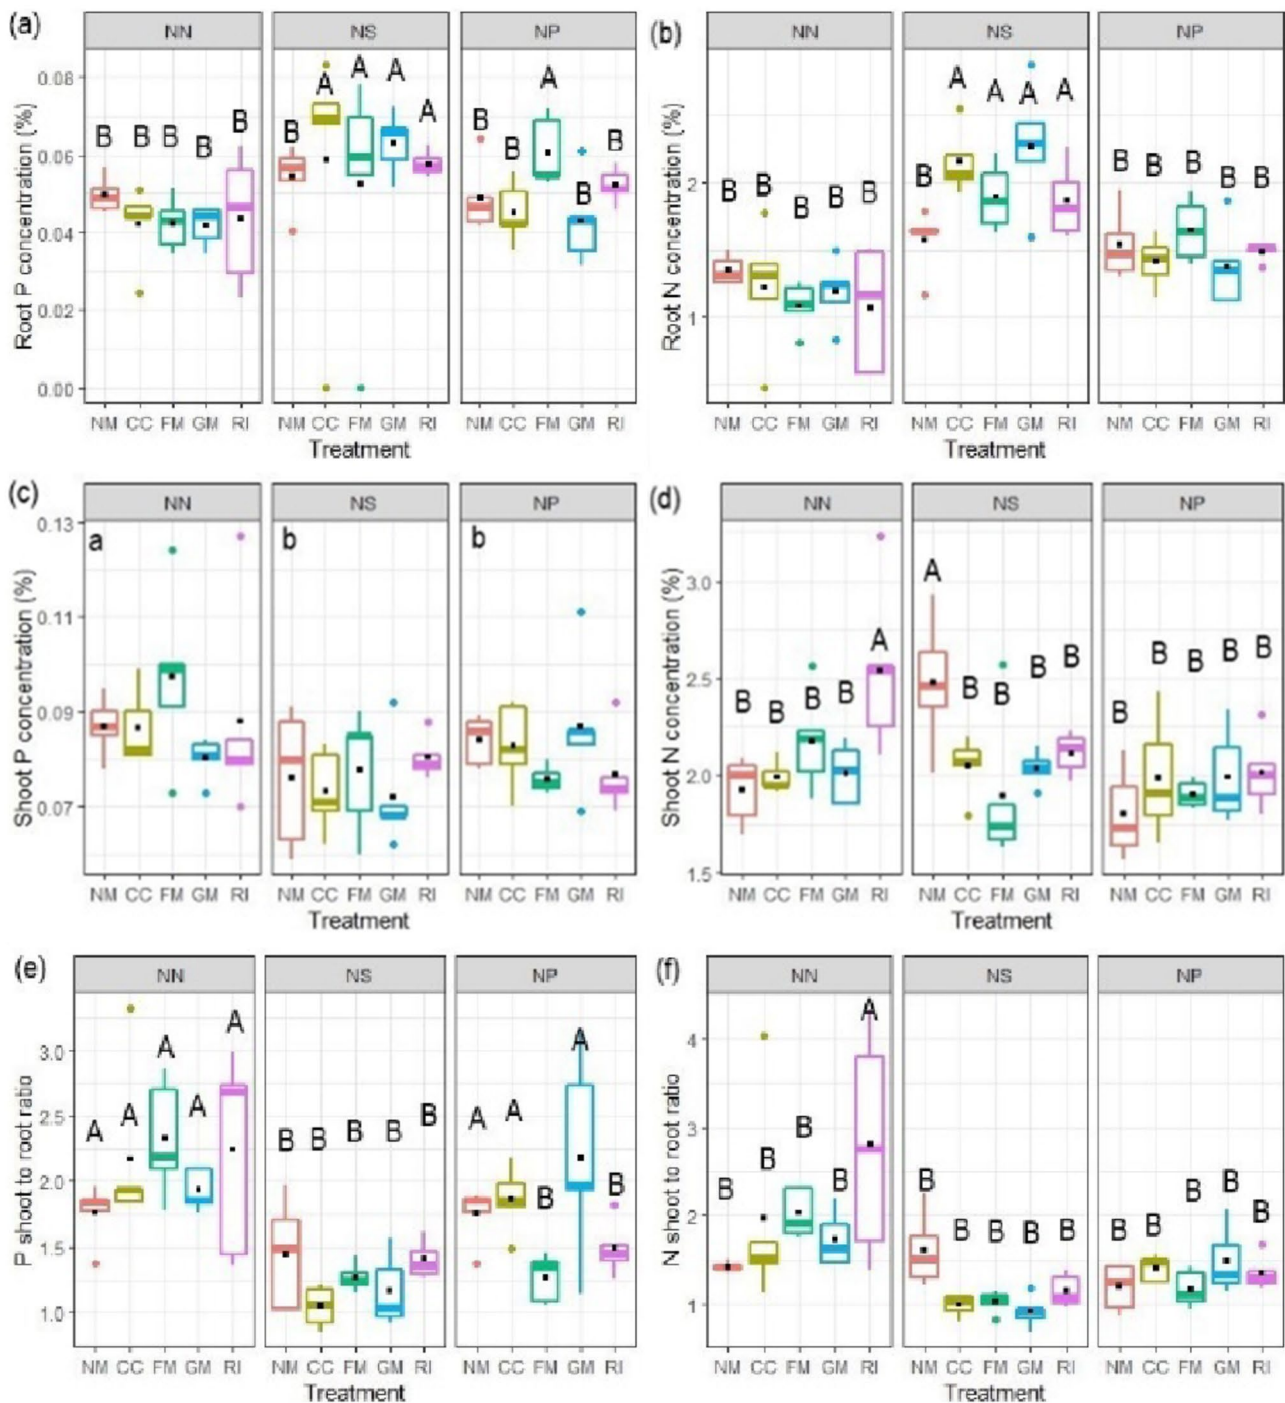 (a)
NN NS NP
Root P concentration (%)
0.08
0.06
0.04
0.02
0.00
B B B B B
B A A A A
B B A B B
NM CC FM GM RI NM CC FM GM RI NM CC FM GM RI
Treatment
(b)
NN NS NP
Root N concentration (%)
2
1
B B B B B
B A A A A
B B B B B
NM CC FM GM RI NM CC FM GM RI NM CC FM GM RI
Treatment
(c)
NN NS NP
Shoot P concentration (%)
0.13
0.11
0.09
0.07
a b b
NM CC FM GM RI NM CC FM GM RI NM CC FM GM RI
Treatment
(d)
NN NS NP
Shoot N concentration (%)
3.0
2.5
2.0
1.5
B B B B A
A B B B B
B B B B B
NM CC FM GM RI NM CC FM GM RI NM CC FM GM RI
Treatment
(e)
NN NS NP
P shoot to root ratio
3.0
2.5
2.0
1.5
1.0
A A A A A
B B B B B
A A B A B
NM CC FM GM RI NM CC FM GM RI NM CC FM GM RI
Treatment
(f)
NN NS NP
N shoot to root ratio
4
3
2
1
B B B B A
B B B B B
B B B B B
NM CC FM GM RI NM CC FM GM RI NM CC FM GM RI
Treatment